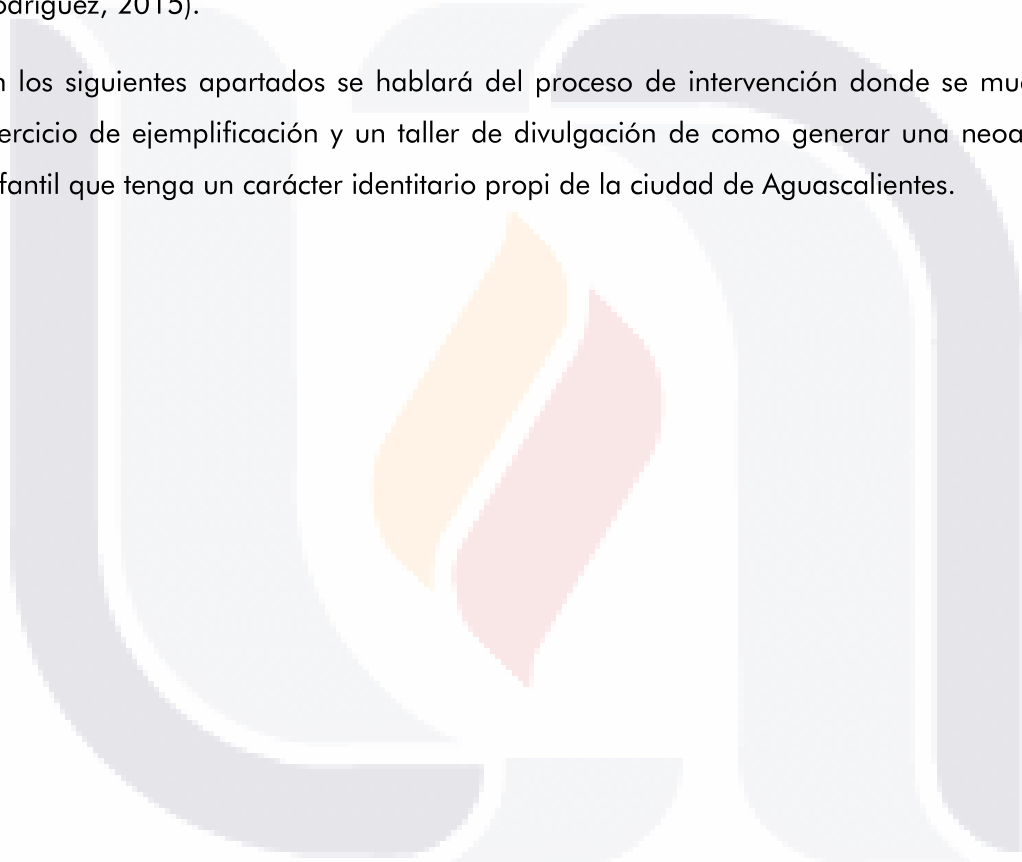 odríguez, 2015).
n los siguientes apartados se hablará del proceso de intervención donde se mu
ercicio de ejemplificación y un taller de divulgación de como generar una neoa
fantil que tenga un carácter identitario propi de la ciudad de Aguascalientes.